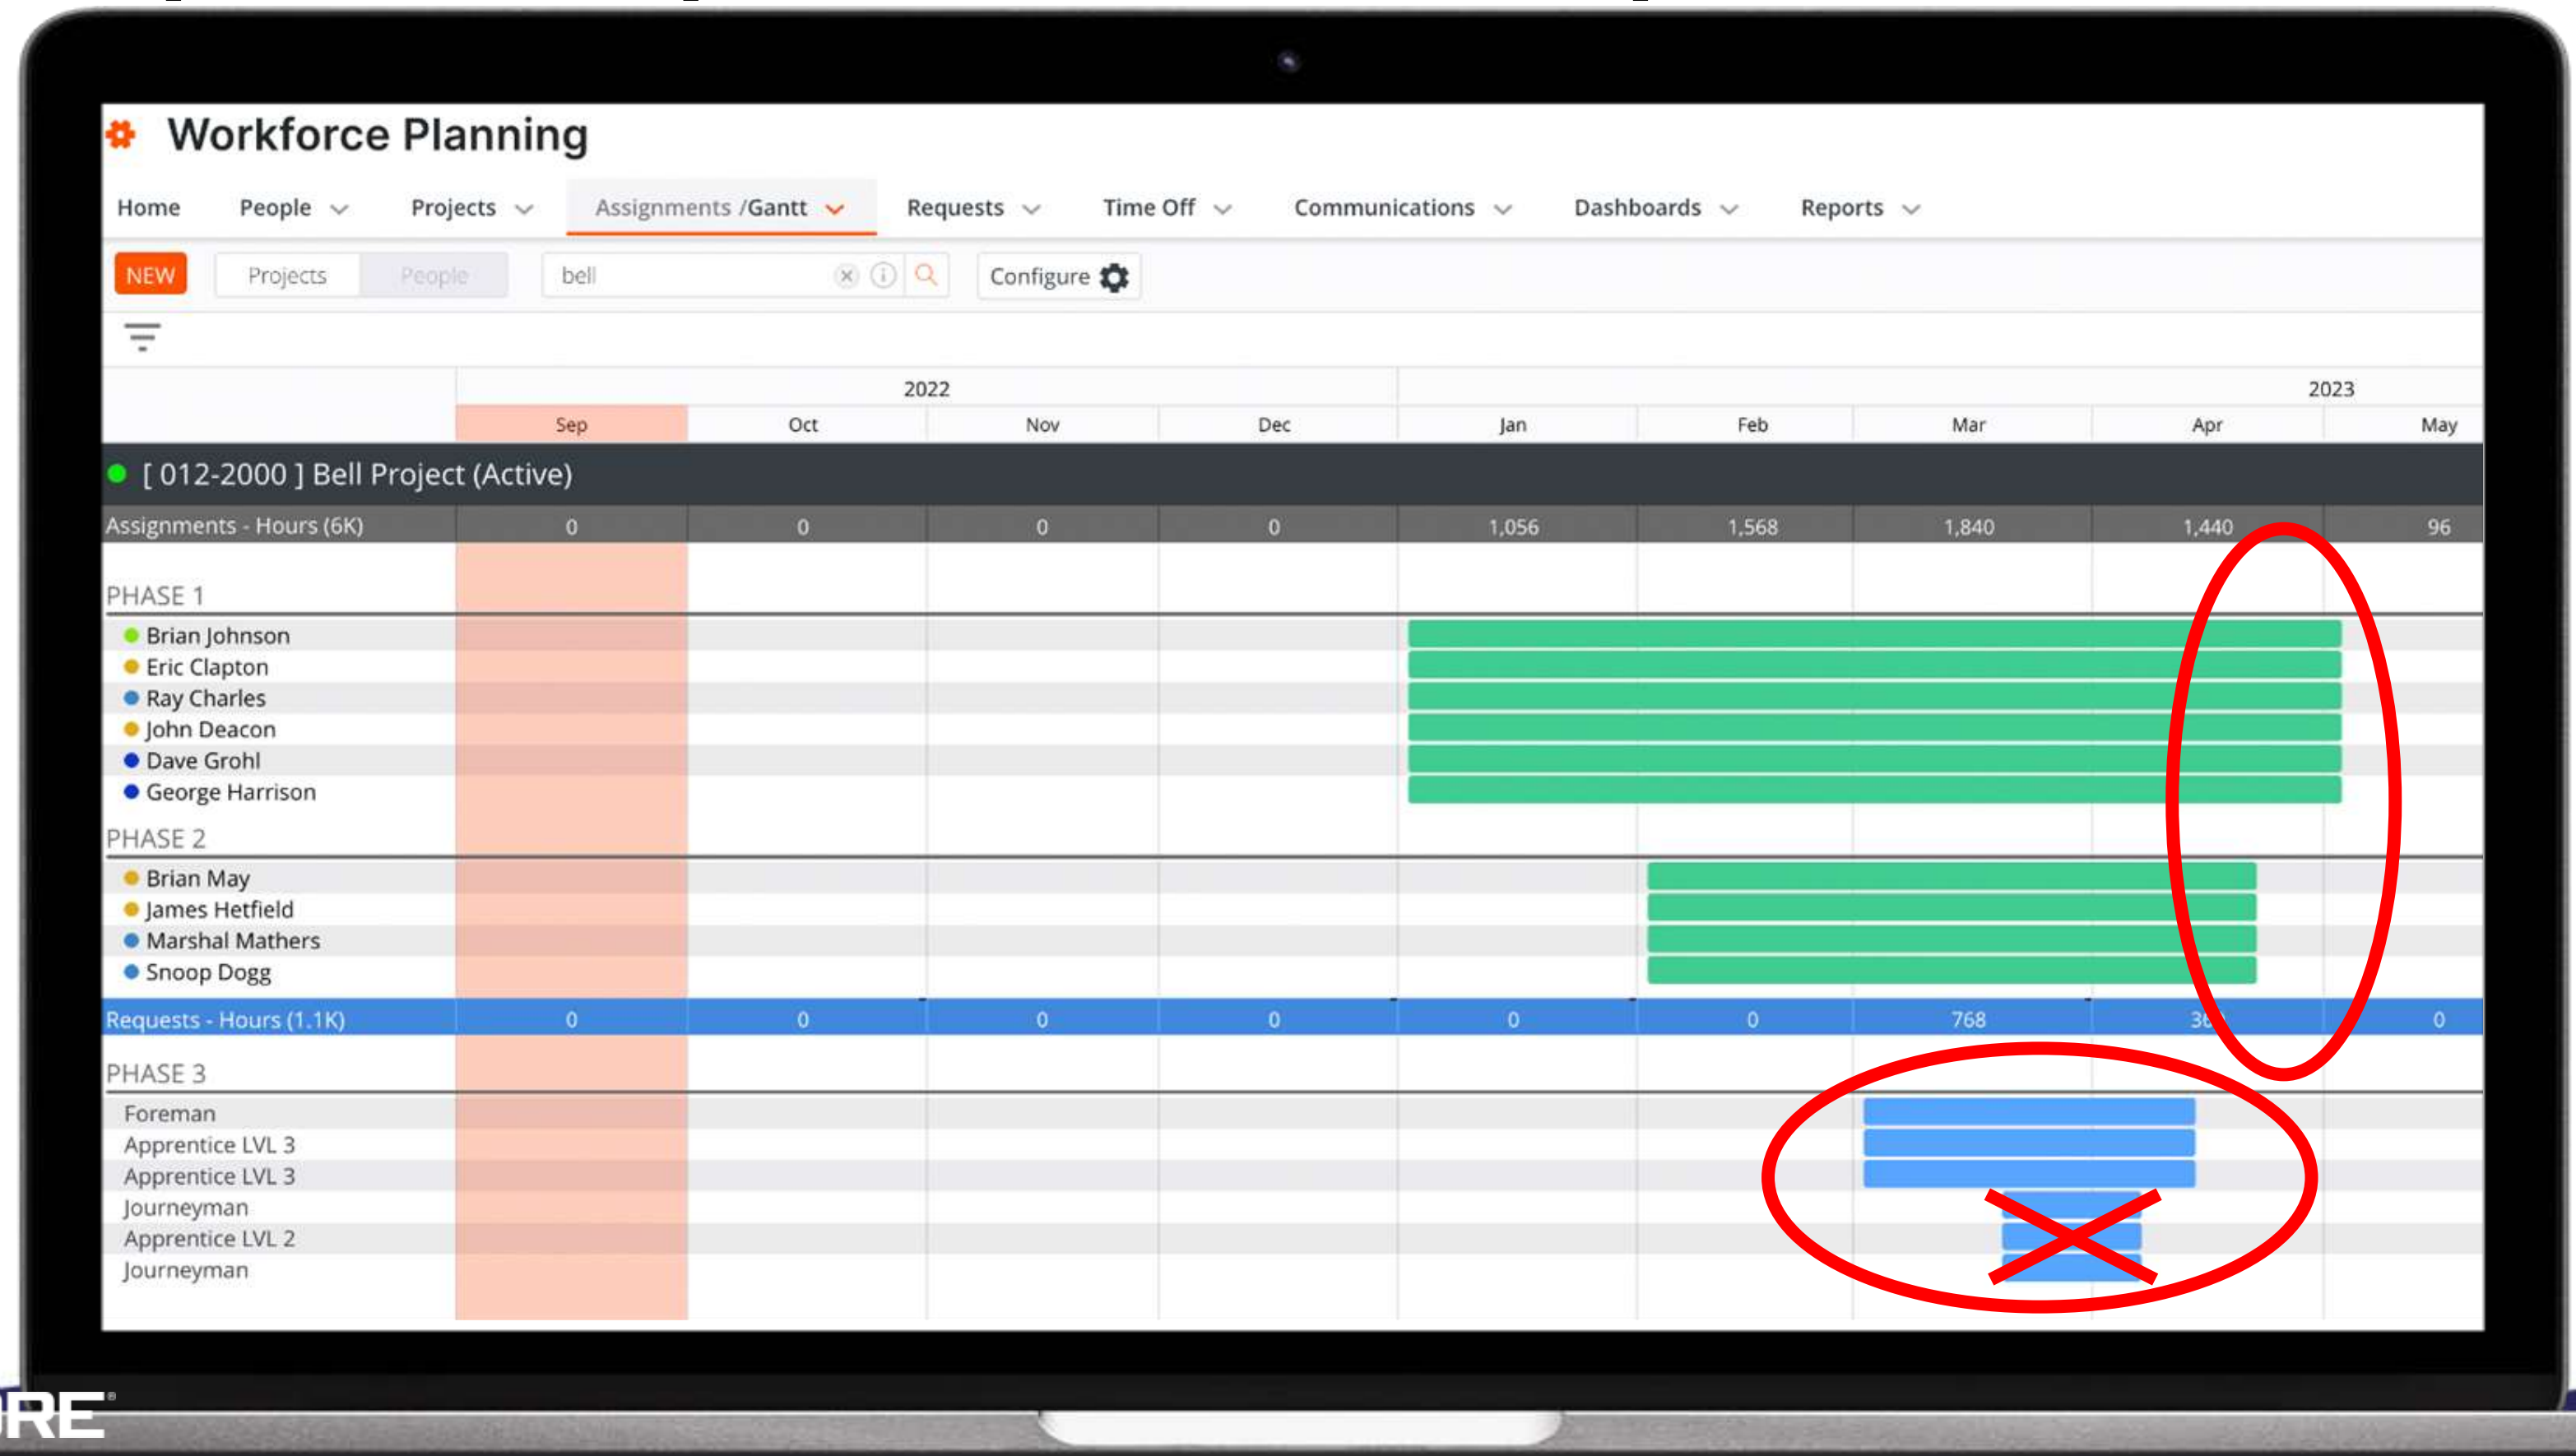 Workforce Planning
Home People Projects Assignments /Gantt Requests Time Off Communications Dashboards Reports
NEW Projects People bell Configure
2022 2023
Sep Oct Nov Dec Jan Feb Mar Apr May
[ 012-2000 ] Bell Project (Active)
Assignments - Hours (6K) 0 0 0 0 1,056 1,568 1,840 1,440 96
PHASE 1
Brian Johnson
Eric Clapton
Ray Charles
John Deacon
Dave Grohl
George Harrison
PHASE 2
Brian May
James Hetfield
Marshal Mathers
Snoop Dogg
Requests - Hours (1.1K) 0 0 0 0 0 0 768 0
PHASE 3
Foreman
Apprentice LVL 3
Apprentice LVL 3
Journeyman
Apprentice LVL 2
Journeyman
RE®